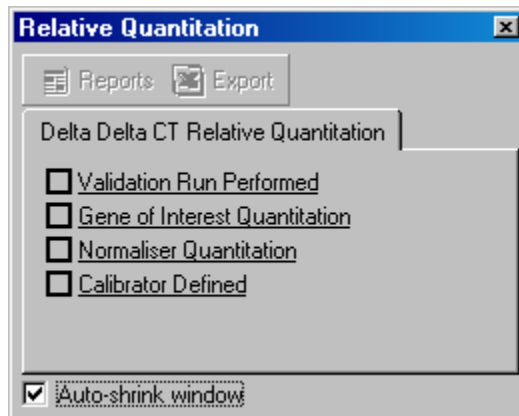 Relative Quantitation
Reports Export
Delta Delta CT Relative Quantitation
Validation Run Performed
Gene of Interest Quantitation
Normaliser Quantitation
Calibrator Defined
Auto-shrink window